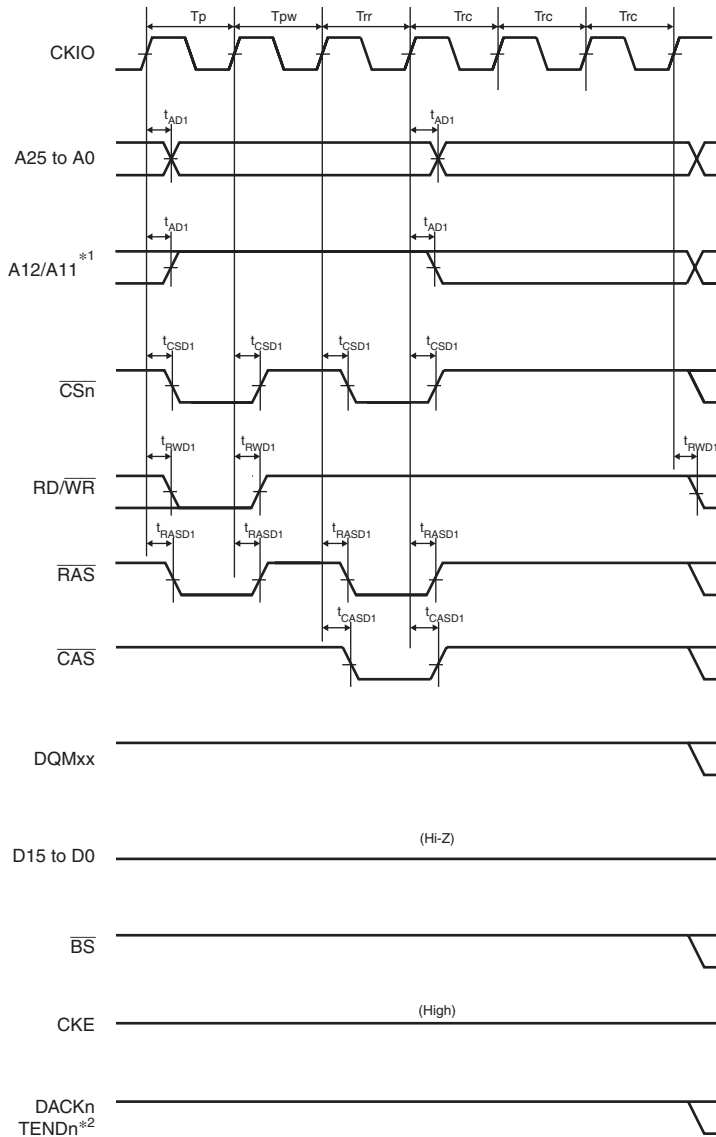 Tp Tpw Trr Trc Trc Trc
CKIO
tAD1 tAD1
A25 to A0
tAD1 tAD1
A12/A11*1
tCSD1 tCSD1 tCSD1 tCSD1
CSn
tRWD1 tRWD1 tRWD1
RD/WR
tRASD1 tRASD1 tRASD1 tRASD1
RAS
tCASD1 tCASD1
CAS
DQMxx
(Hi-Z)
D15 to D0
BS
(High)
CKE
DACKn
TENDn*2